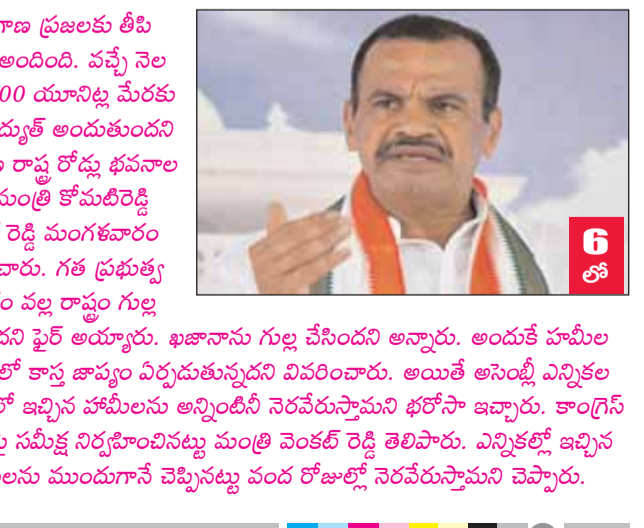 ప్రజలకు తీపి
అందింది. వచ్చే నెల
00 యూనిట్ల మేరకు
ద్యుత్ అందుతుందని
రాష్ట్ర రోడ్లు భవనాల
మంత్రి కోమటిరెడ్డి
రెడ్డి మంగళవారం
చారు. గత ప్రభుత్వ
వల్ల రాష్ట్రం గుల్ల
దని ఫైర్ అయ్యారు. ఖజానాను గుల్ల చేసిందని అన్నారు. అందుకే హమీల
లో కాస్త జాప్యం ఏర్పడుతున్నదని వివరించారు. అయితే అసెంబ్లీ ఎన్నికల
లో ఇచ్చిన హామీలను అన్నింటినీ నెరవేరుస్తామని భరోసా ఇచ్చారు. కాంగ్రెస్
పై సమీక్ష నిర్వహించినట్టు మంత్రి వెంకట్ రెడ్డి తెలిపారు. ఎన్నికల్లో ఇచ్చిన
లను ముందుగానే చెప్పినట్టు వంద రోజుల్లో నెరవేరుస్తామని చెప్పారు.
6
లో